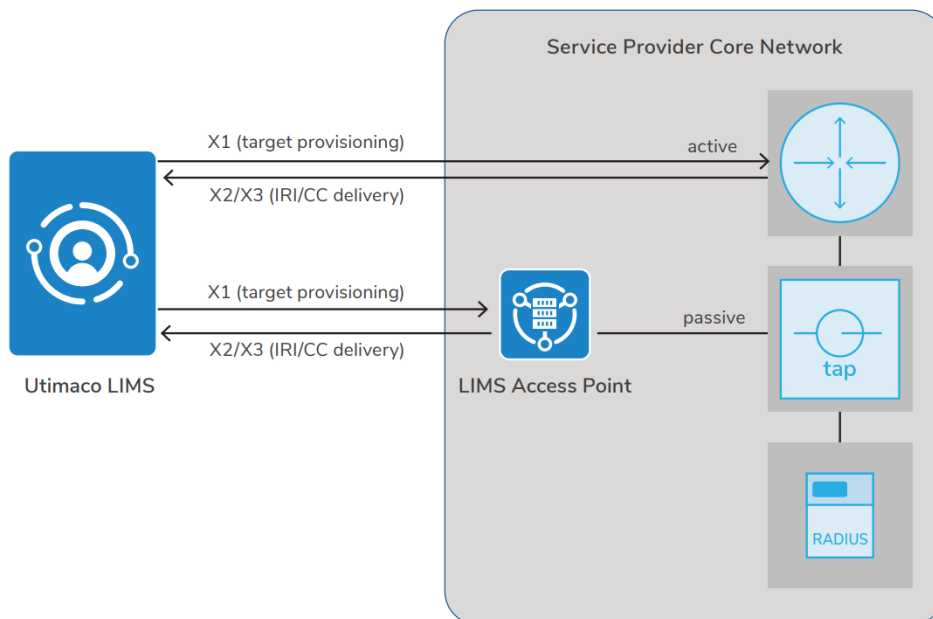 Service Provider Core Network
X1 (target provisioning)
active
X2/X3 (IRI/CC delivery)
X1 (target provisioning)
passive
X2/X3 (IRI/CC delivery)
tap
Utimaco LIMS
LIMS Access Point
RADIUS